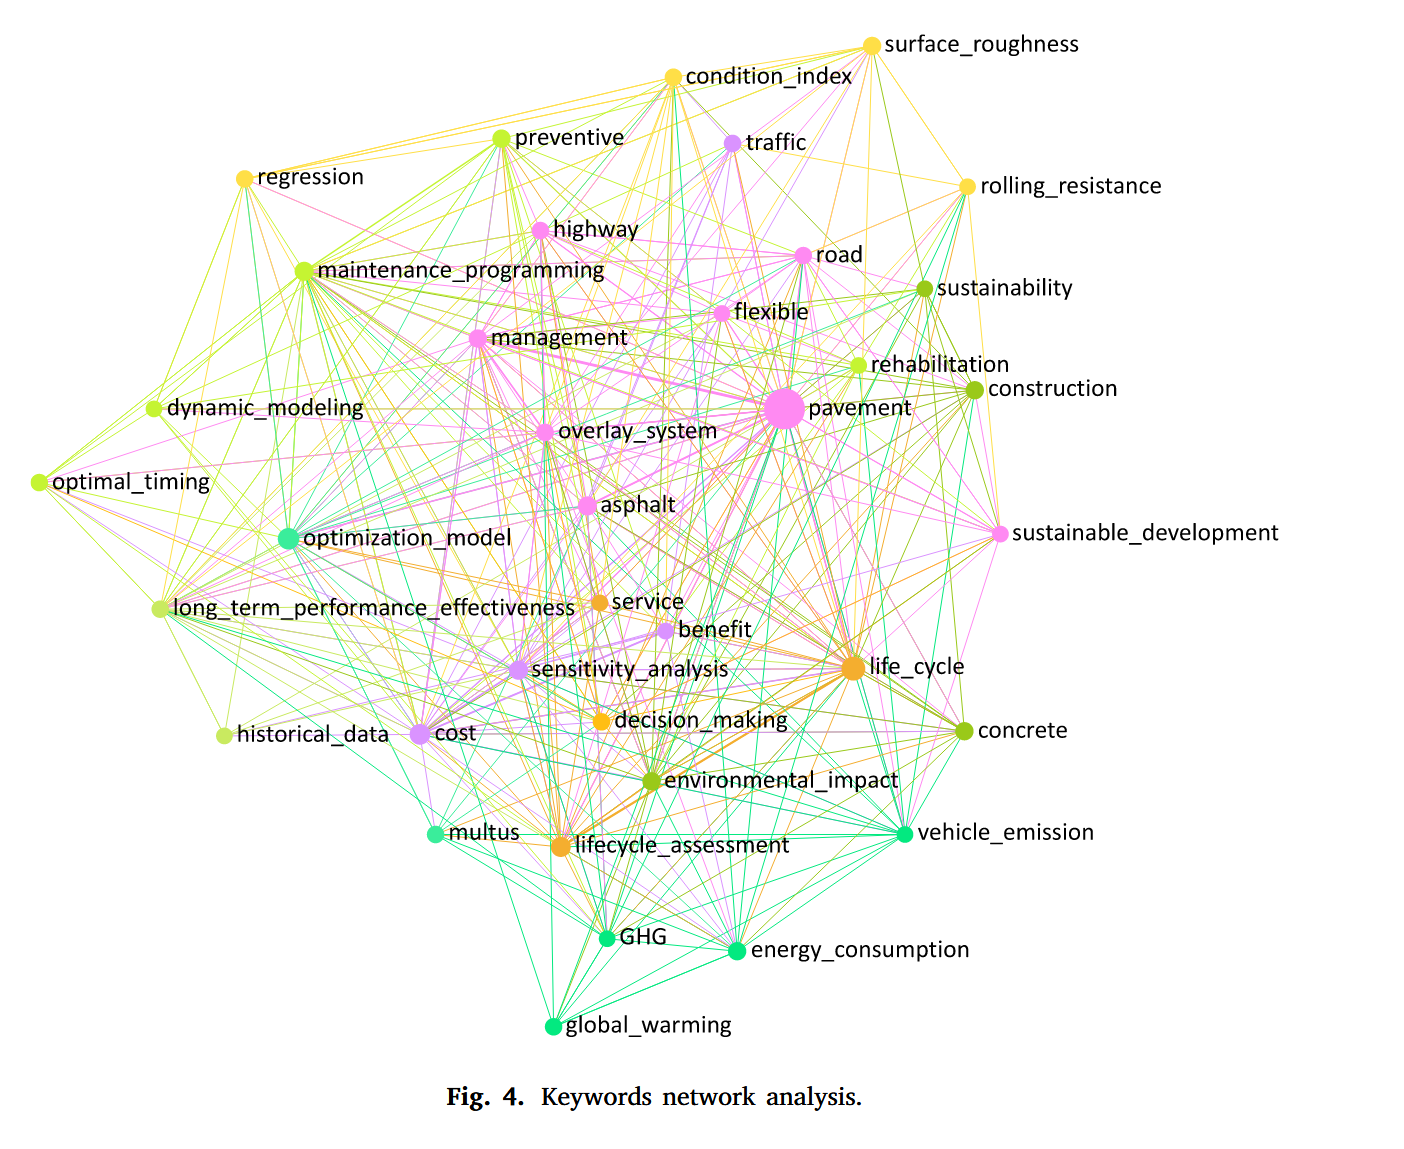 surface_roughness
condition_index
preventive
traffic
regression
rolling_resistance
highway
road
maintenance_programming
sustainability
flexible
management
rehabilitation
construction
dynamic_modeling
pavement
overlay_system
optimal_timing
asphalt
optimization_model
sustainable_development
long_term_performance_effectiveness
service
benefit
sensitivity_analysis
life_cycle
decision_making
historical_data
cost
concrete
environmental_impact
multus
vehicle_emission
lifecycle_assessment
GHG
energy_consumption
global_warming
Fig. 4. Keywords network analysis.